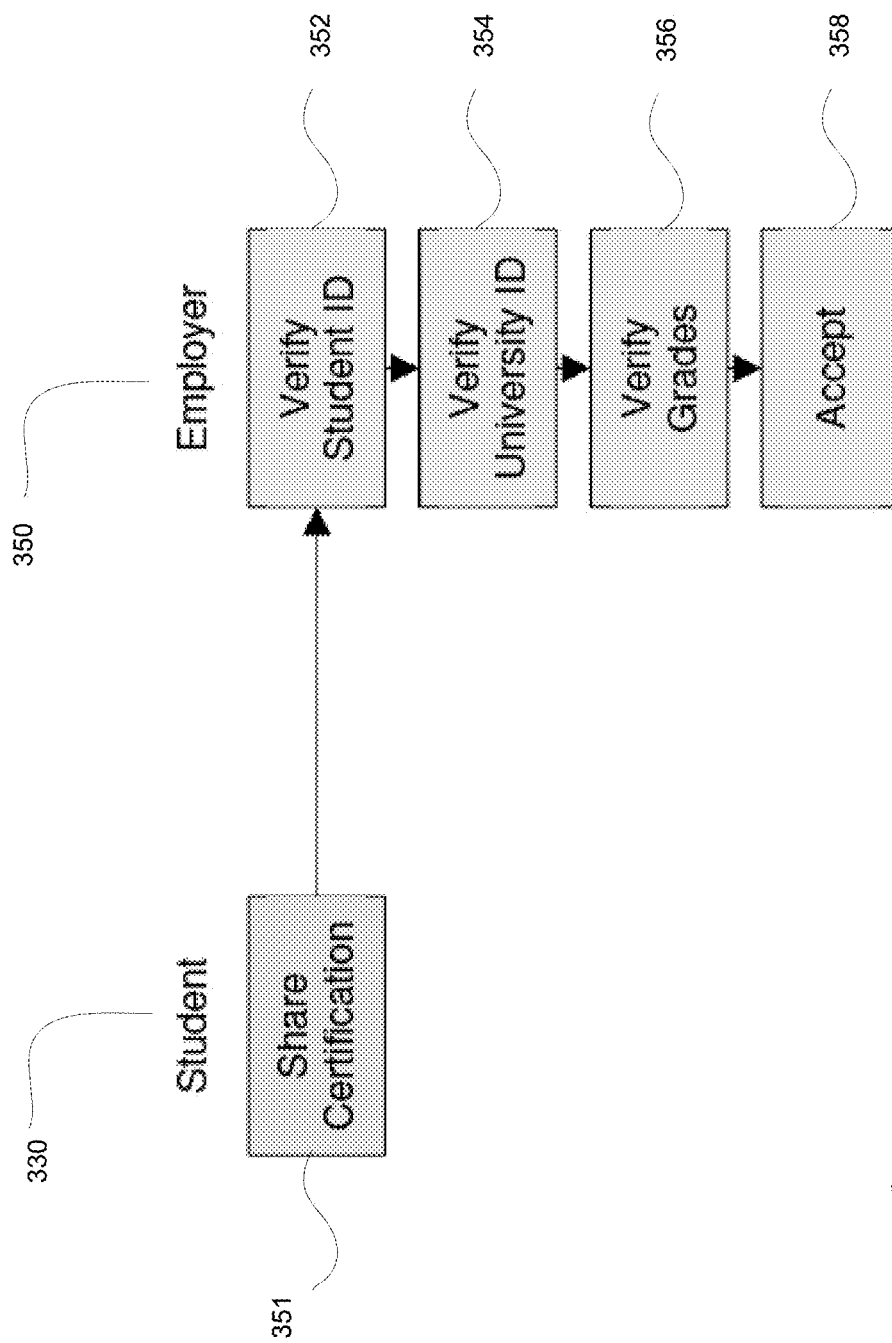 330
350
Student
Employer
351
Share
Certification
Verify
Student ID
352
Verify
University ID
354
Verify
Grades
356
Accept
358